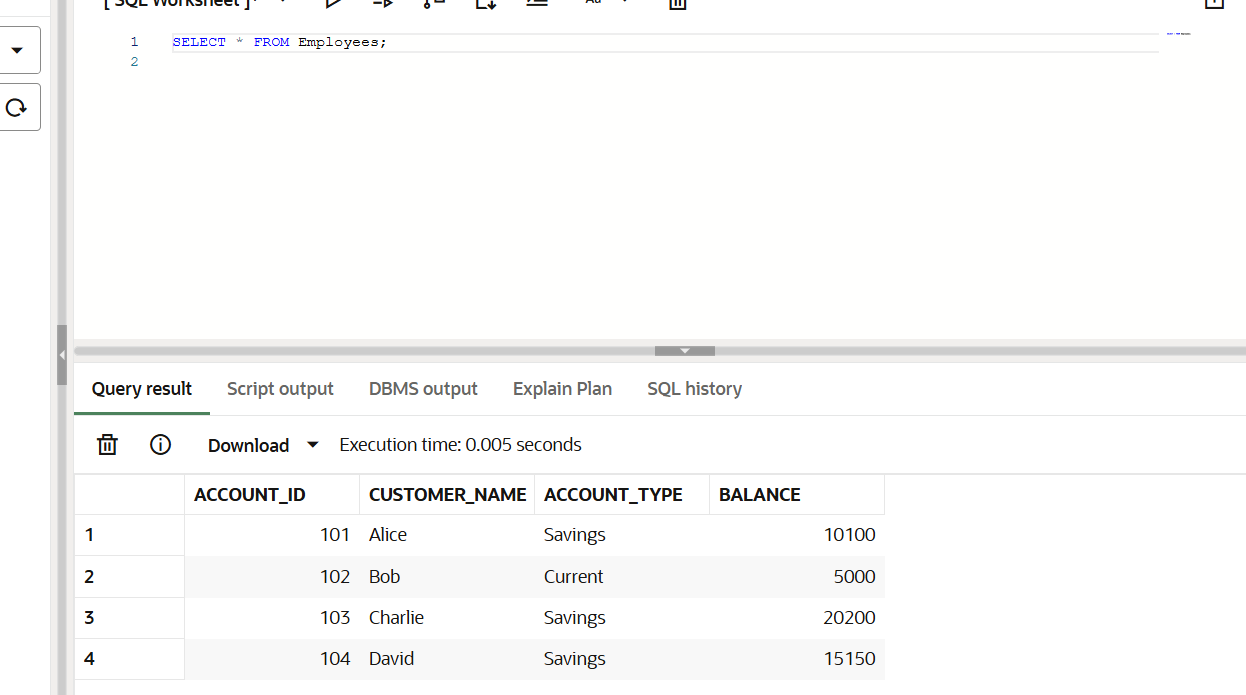 [ SQL Worksheet ]*
Aa
1 SELECT * FROM Employees;
2
Query result Script output DBMS output Explain Plan SQL history
Download Execution time: 0.005 seconds
ACCOUNT_ID CUSTOMER_NAME ACCOUNT_TYPE BALANCE
1 101 Alice Savings 10100
2 102 Bob Current 5000
3 103 Charlie Savings 20200
4 104 David Savings 15150